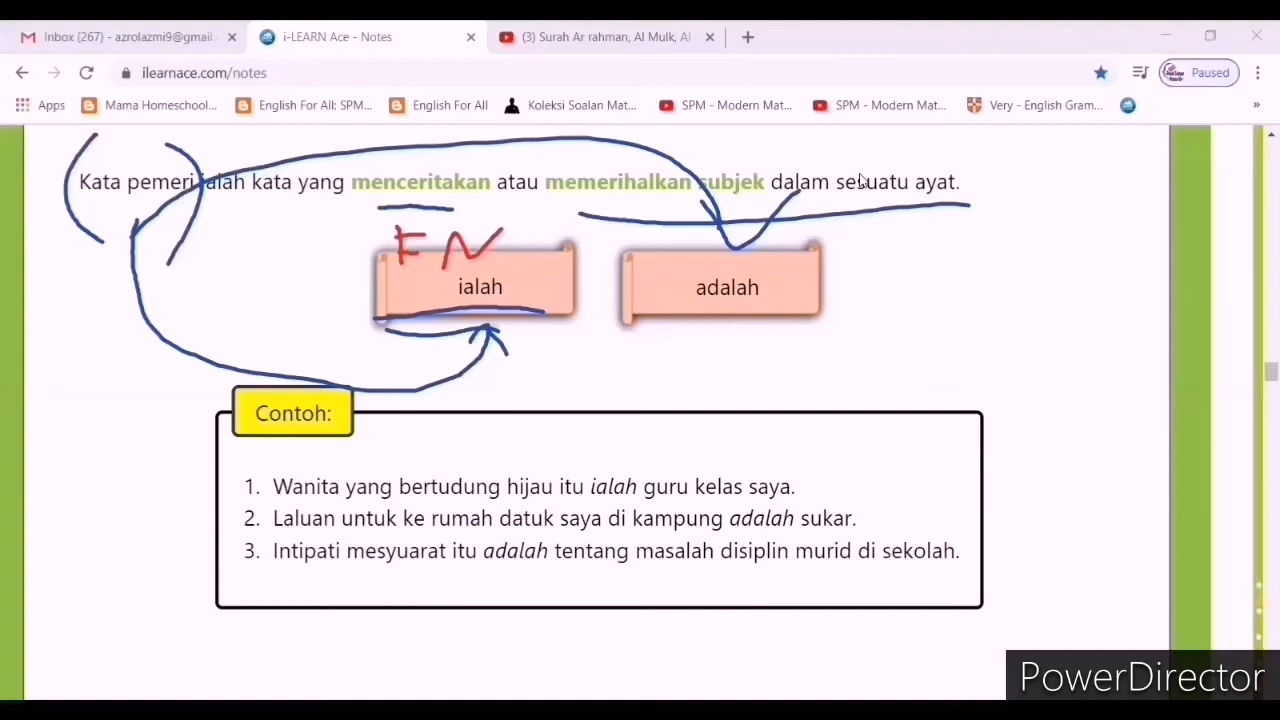 Inbox (267) - azrolazmi9@gmail. i-LEARN Ace - Notes (3) Surah Ar rahman, Al Mulk, Al
ilearnace.com/notes Paused
Apps Mama Homeschool... English For All: SPM... English For All Koleksi Soalan Mat... SPM - Modern Mat... SPM - Modern Mat... Very - English Gram... »
Kata pemeri ialah kata yang menceritakan atau memerihalkan subjek dalam sesuatu ayat.
FN
ialah adalah
Contoh:
1. Wanita yang bertudung hijau itu ialah guru kelas saya.
2. Laluan untuk ke rumah datuk saya di kampung adalah sukar.
3. Intipati mesyuarat itu adalah tentang masalah disiplin murid di sekolah.
PowerDirector